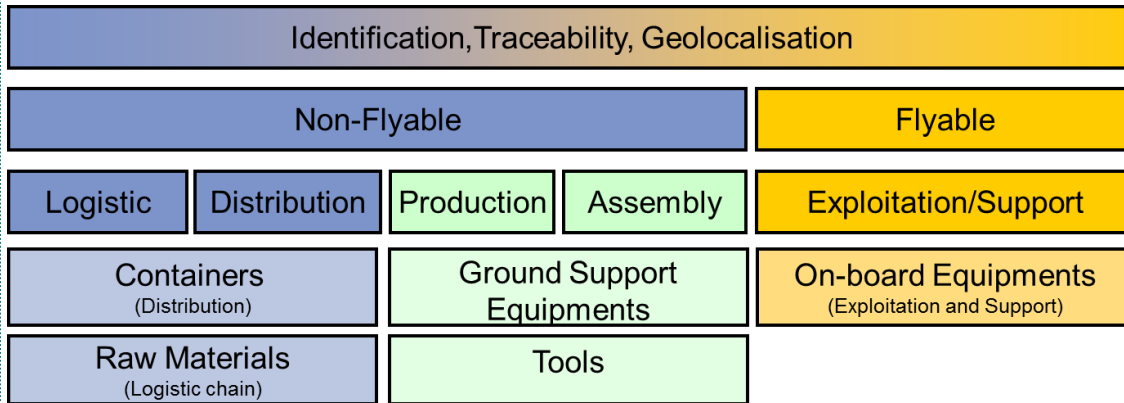 Identification,Traceability, Geolocalisation
Non-Flyable
Flyable
Logistic
Distribution
Production
Assembly
Exploitation/Support
Containers
(Distribution)
Ground Support
Equipments
On-board Equipments
(Exploitation and Support)
Raw Materials
(Logistic chain)
Tools